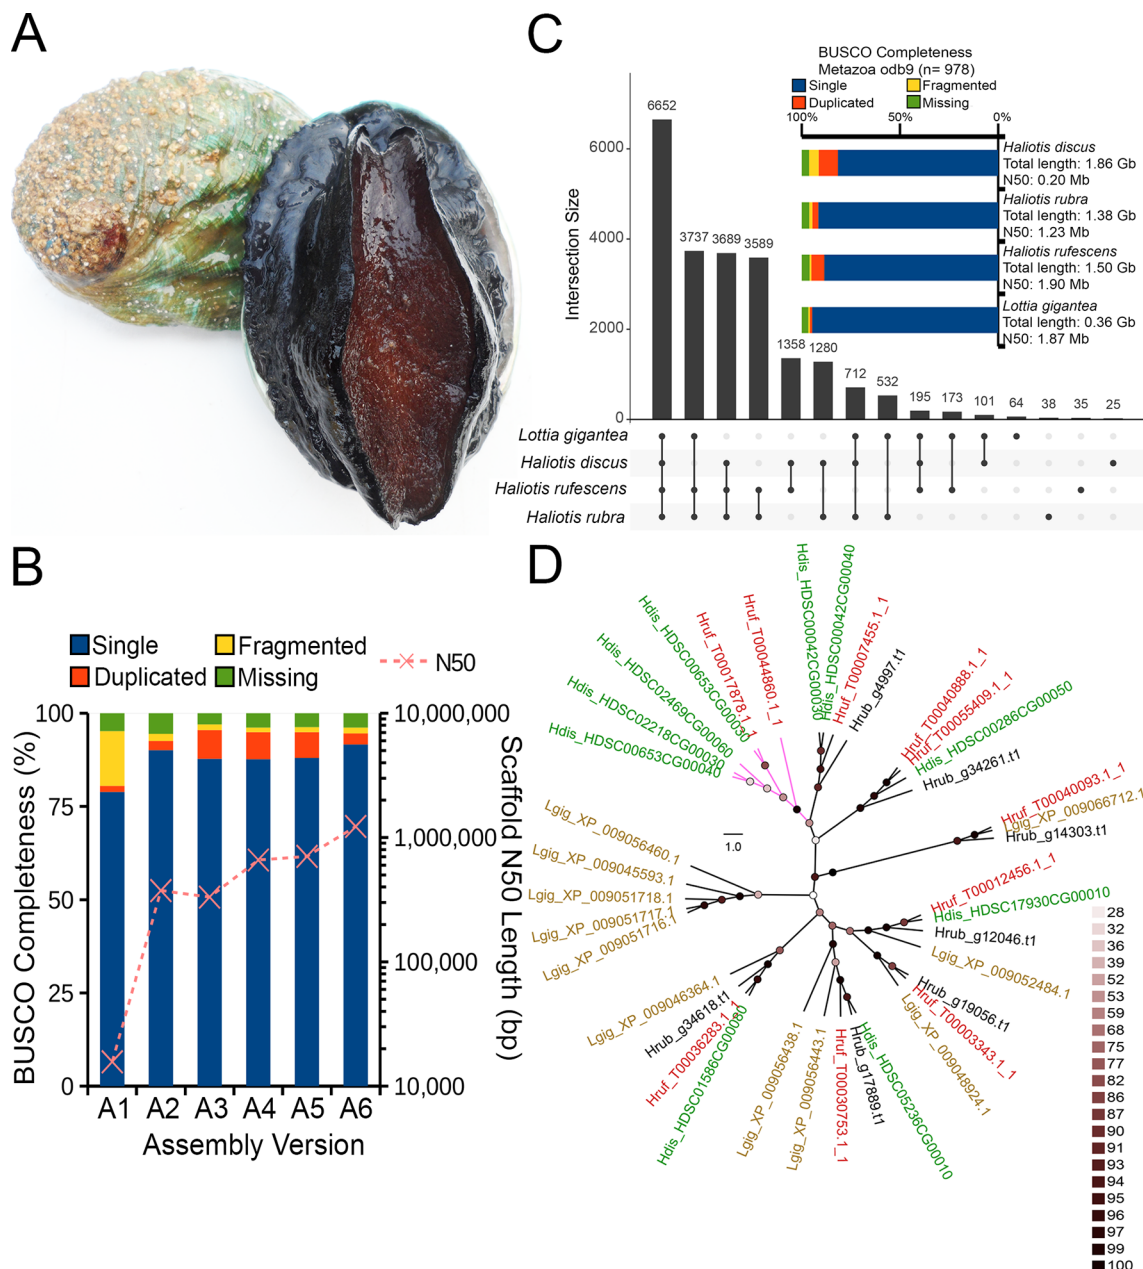 A
C
BUSCO Completeness
Metazoa odb9 (n= 978)
Single
Fragmented
Duplicated
Missing
100%
50%
0%
Haliotis discus
Total length: 1.86 Gb
N50: 0.20 Mb
Haliotis rubra
Total length: 1.38 Gb
N50: 1.23 Mb
Haliotis rufescens
Total length: 1.50 Gb
N50: 1.90 Mb
Lottia gigantea
Total length: 0.36 Gb
N50: 1.87 Mb
Intersection Size
6000
4000
2000
0
6652
3737
3689
3589
1358
1280
712
532
195
173
101
64
38
35
25
Lottia gigantea
Haliotis discus
Haliotis rufescens
Haliotis rubra
B
Single
Fragmented
Duplicated
Missing
N50
BUSCO Completeness (%)
100
75
50
25
0
Scaffold N50 Length (bp)
10,000,000
1,000,000
100,000
10,000
A1
A2
A3
A4
A5
A6
Assembly Version
D
Hdis_HDSC00653CG00040
Hdis_HDSC02218CG00030
Hdis_HDSC02469CG00060
Hdis_HDSC00653CG00030
Hruf_T00017878.1_1
Hruf_T00044860.1_1
Hdis_HDSC00042CG00030
Hdis_HDSC00042CG00040
Hruf_T00007455.1_1
Hrub_g4997.t1
Hruf_T00040888.1_1
Hruf_T00055409.1_1
Hdis_HDSC00286CG00050
Hrub_g34261.t1
Hruf_T00040093.1_1
Lgig_XP_009066712.1
Hrub_g14303.t1
Hruf_T00012456.1_1
Hdis_HDSC17930CG00010
Hrub_g12046.t1
Lgig_XP_009052484.1
Hrub_g19056.t1
Hruf_T00003343.1_1
Lgig_XP_009048924.1
Hdis_HDSC05236CG00010
Hrub_g17889.t1
Hruf_T00030753.1_1
Lgig_XP_009056443.1
Lgig_XP_009056438.1
Hdis_HDSC01586CG00080
Hruf_T00036283.1_1
Hrub_g34618.t1
Lgig_XP_009046364.1
Lgig_XP_009051716.1
Lgig_XP_009051717.1
Lgig_XP_009051718.1
Lgig_XP_009045593.1
Lgig_XP_009056460.1
1.0
28
32
36
39
52
53
59
68
75
77
82
86
87
90
91
93
94
95
96
97
99
100